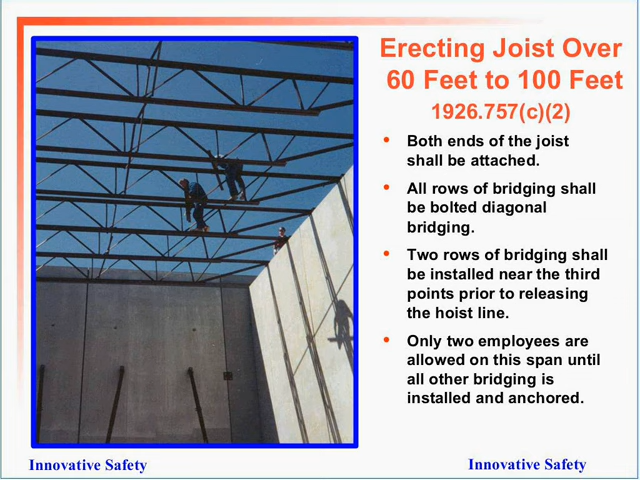 Erecting Joist Over
60 Feet to 100 Feet
1926.757(c)(2)
• Both ends of the joist
shall be attached.
• All rows of bridging shall
be bolted diagonal
bridging.
• Two rows of bridging shall
be installed near the third
points prior to releasing
the hoist line.
• Only two employees are
allowed on this span until
all other bridging is
installed and anchored.
Innovative Safety
Innovative Safety